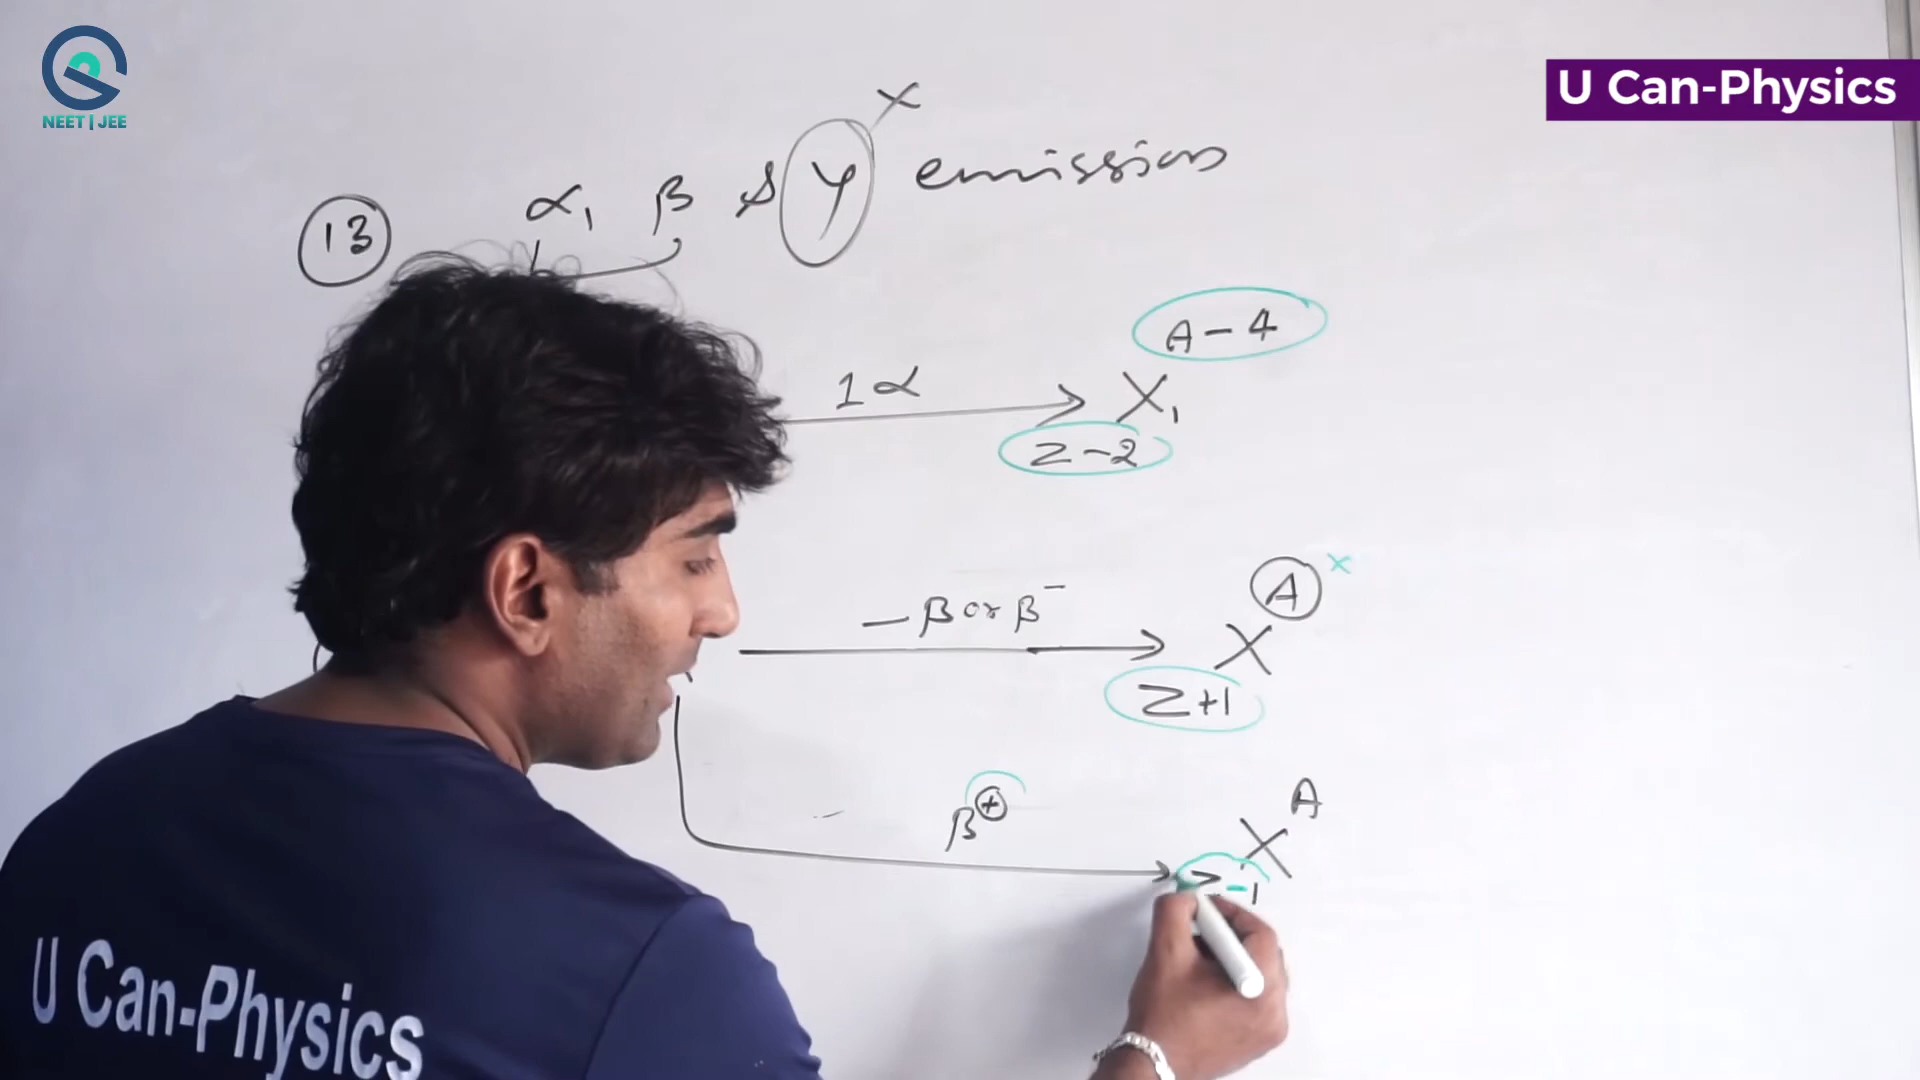 NEET | JEE
U Can-Physics
X
13 α, β & γ emission
A-4
1α X₁
Z-2
A x
-β or β⁻ X
Z+1
A
β⁺ X
Z-1
U Can-Physics